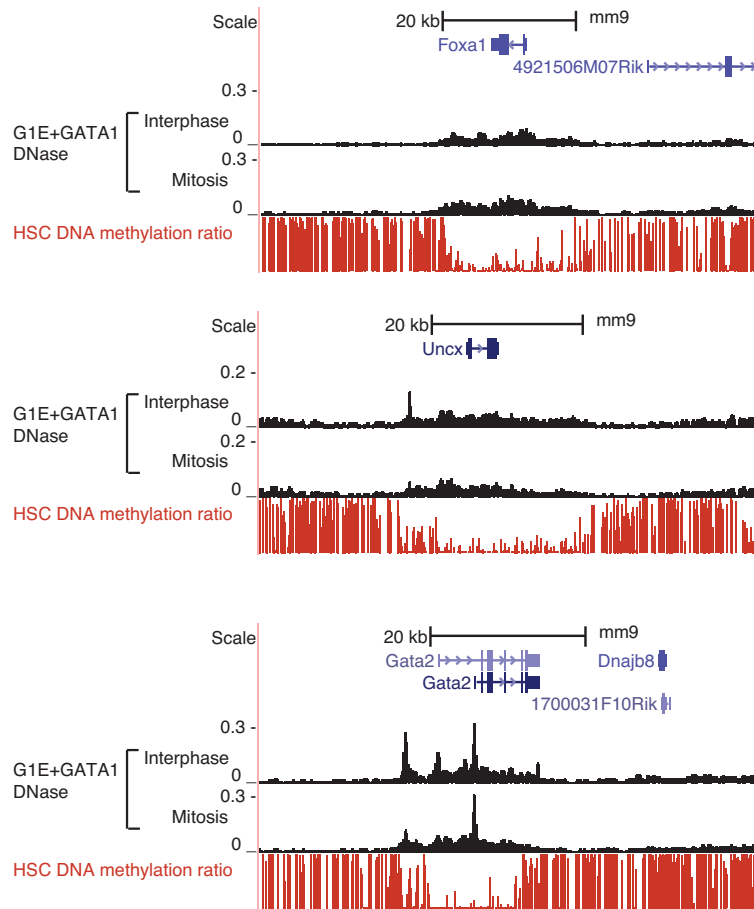 Scale 20 kb mm9
Foxa1
4921506M07Rik
0.3 -
G1E+GATA1 DNase
Interphase
0 _
0.3 -
Mitosis
0 _
HSC DNA methylation ratio
Scale 20 kb mm9
Uncx
0.2 -
G1E+GATA1 DNase
Interphase
0 _
0.2 -
Mitosis
0 _
HSC DNA methylation ratio
Scale 20 kb mm9
Gata2 Dnajb8
Gata2
1700031F10Rik
0.3 -
G1E+GATA1 DNase
Interphase
0 _
0.3 -
Mitosis
0 _
HSC DNA methylation ratio